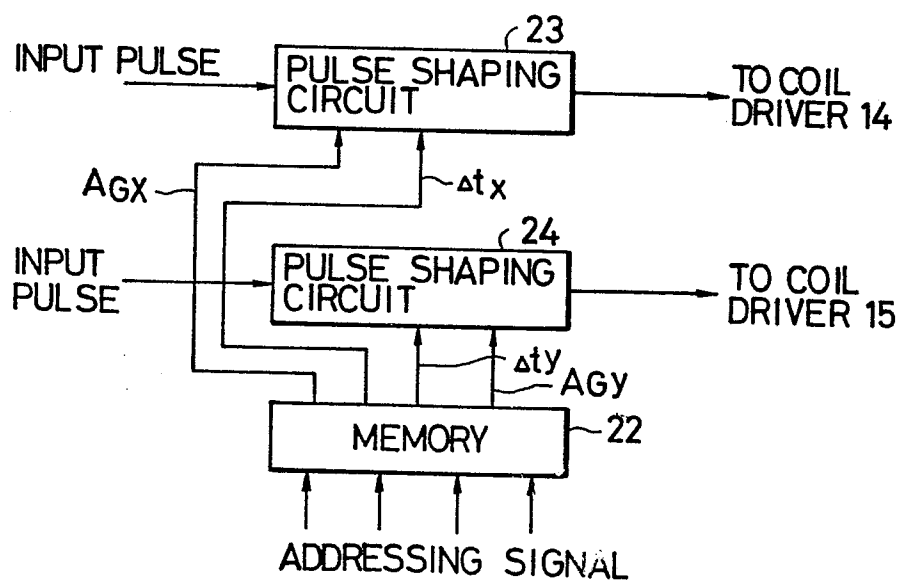 23
INPUT PULSE
PULSE SHAPING
CIRCUIT
TO COIL
DRIVER 14
AGX
Δtx
24
INPUT
PULSE
PULSE SHAPING
CIRCUIT
TO COIL
DRIVER 15
Δty
AGy
MEMORY
22
ADDRESSING SIGNAL